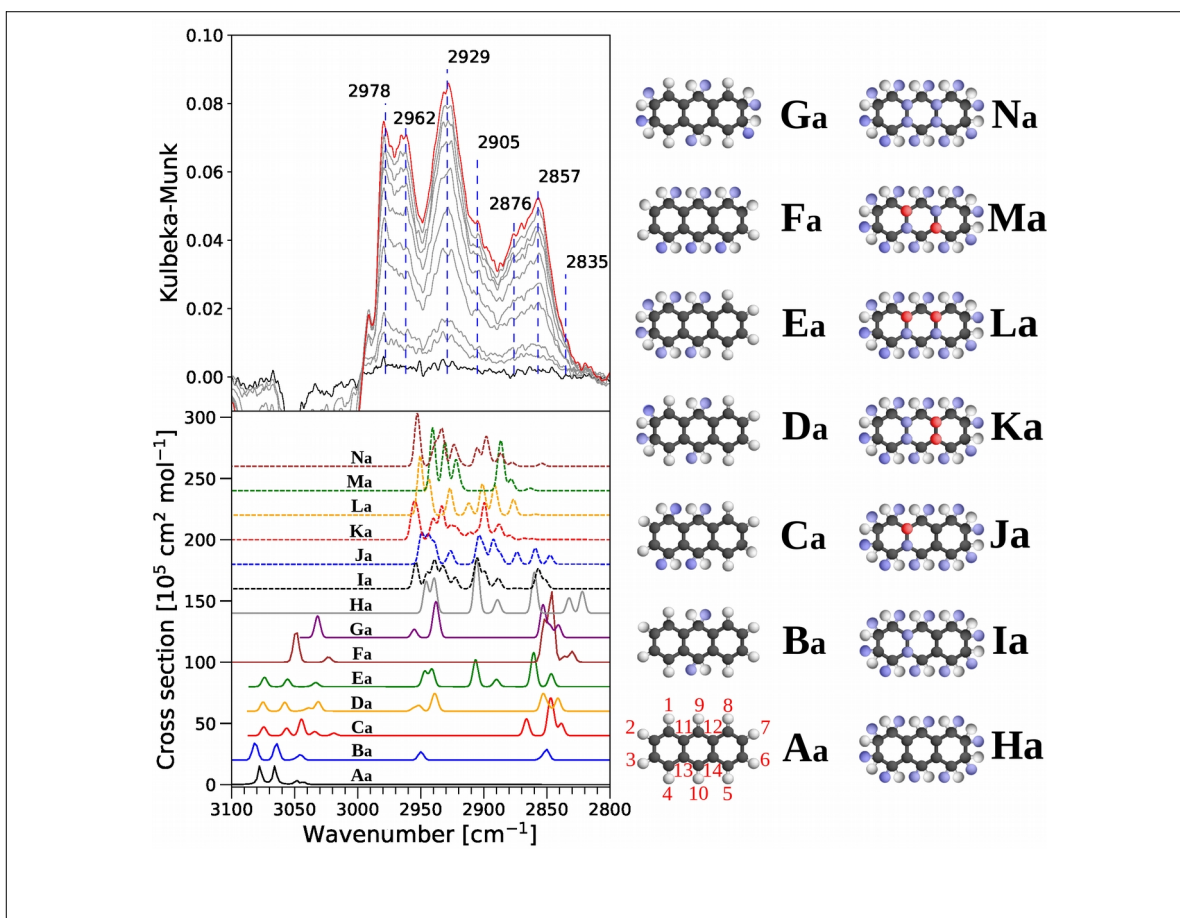 0.10
0.08
0.06
0.04
0.02
0.00
Kulbeka-Munk
2978
2962
2929
2905
2876
2857
2835
300
250
200
150
100
50
0
Cross section [10⁵ cm² mol⁻¹]
Na
Ma
La
Ka
Ja
Ia
Ha
Ga
Fa
Ea
Da
Ca
Ba
Aa
3100 3050 3000 2950 2900 2850 2800
Wavenumber [cm⁻¹]
Ga
Fa
Ea
Da
Ca
Ba
1 9 8
2 11 12 7
Aa
3 13 14 6
4 10 5
Na
Ma
La
Ka
Ja
Ia
Ha